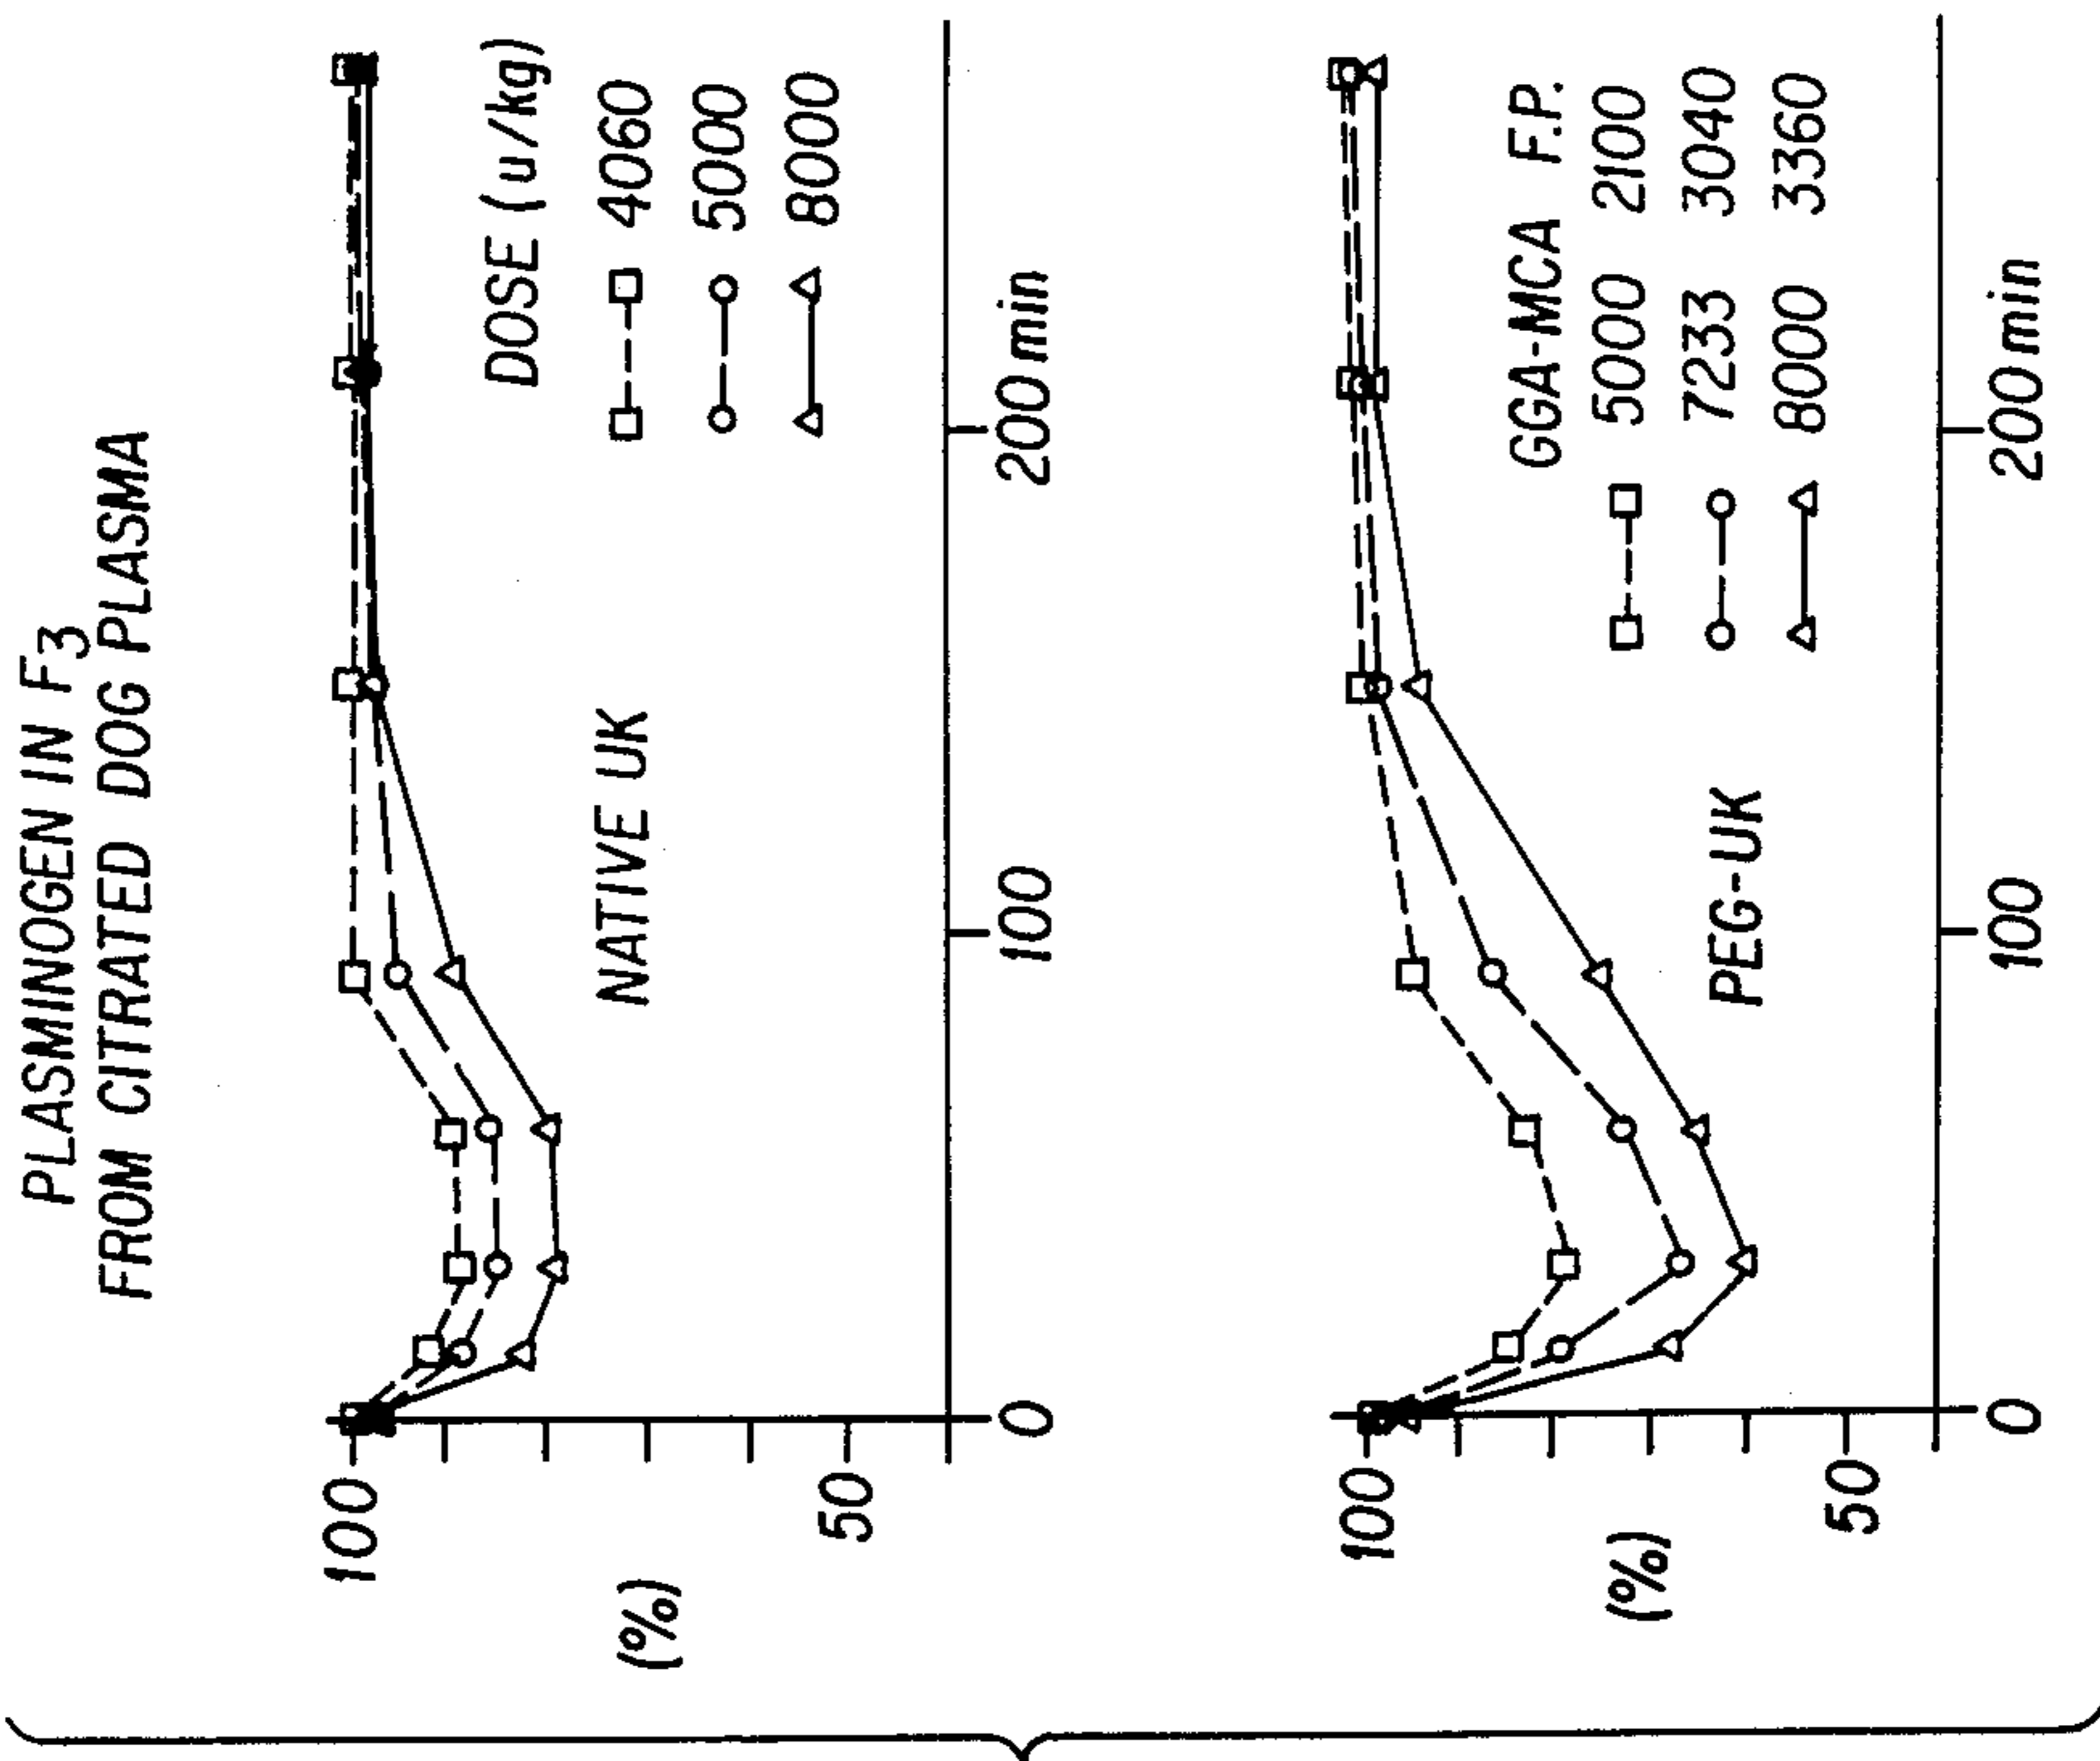 PLASMINOGEN IN F3
FROM CITRATED DOG PLASMA
100
50
(%)
NATIVE UK
DOSE (u/kg)
4060
5000
8000
0
100
200 min
100
50
(%)
PEG-UK
GGA-MCA F.P.
5000 2100
7233 3040
8000 3360
0
100
200 min